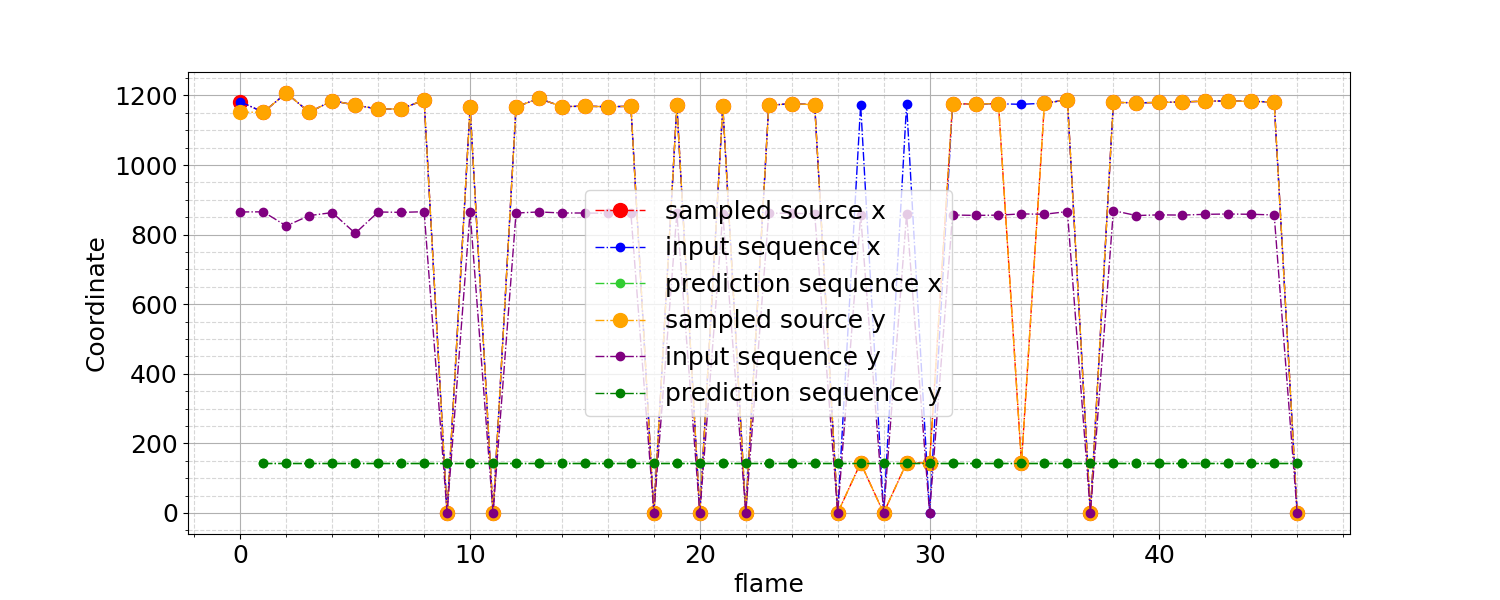 1200
1000
800
600
400
200
0
Coordinate
sampled source x
input sequence x
prediction sequence x
sampled source y
input sequence y
prediction sequence y
0 10 20 30 40
flame